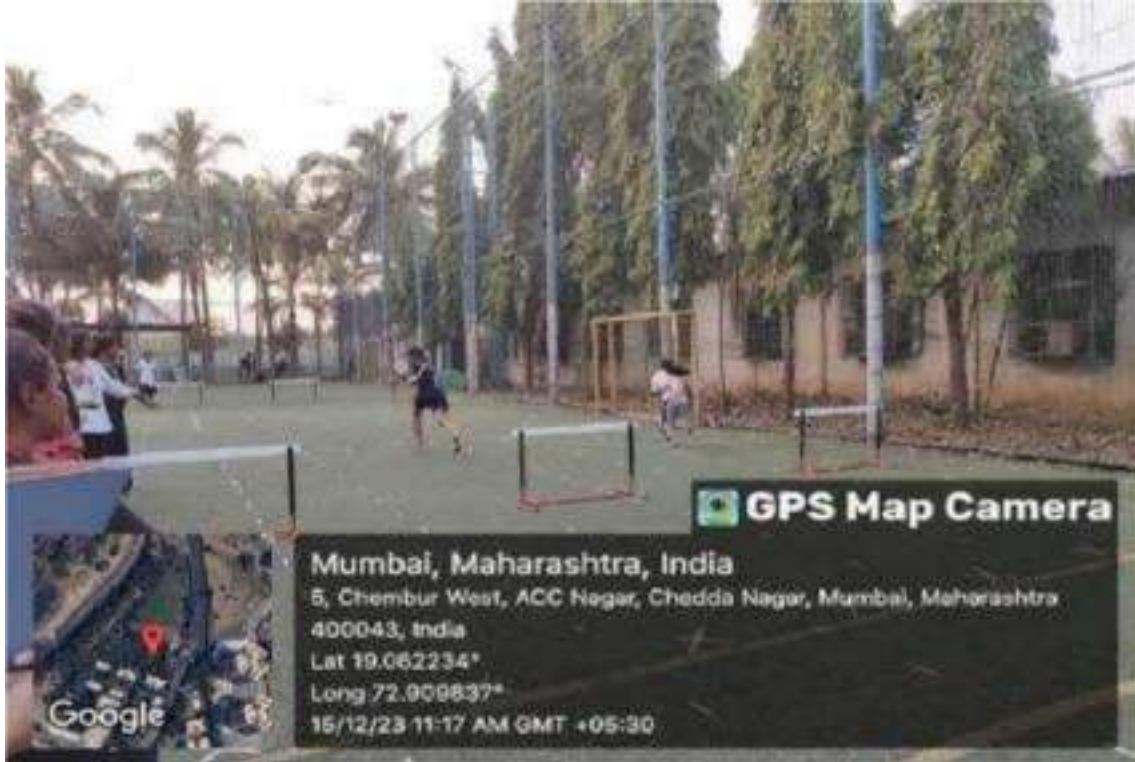 GPS Map Camera
Mumbai, Maharashtra, India
5, Chembur West, ACC Nagar, Chedda Nagar, Mumbai, Maharashtra
400043, India
Lat 19.062234°
Long 72.909837°
15/12/23 11:17 AM GMT +05:30
Google